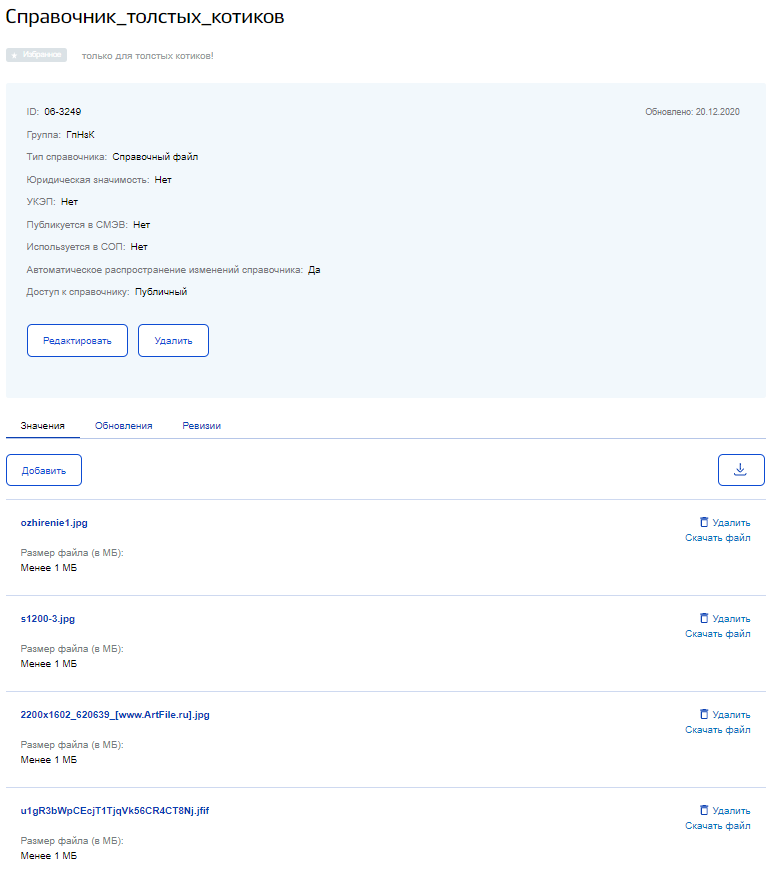 Справочник_толстых_котиков
Избранное только для толстых котиков!
ID: 06-3249 Обновлено: 20.12.2020
Группа: ГпНзК
Тип справочника: Справочный файл
Юридическая значимость: Нет
УКЭП: Нет
Публикуется в СМЭВ: Нет
Используется в СОП: Нет
Автоматическое распространение изменений справочника: Да
Доступ к справочнику: Публичный
Редактировать Удалить
Значения Обновления Ревизии
Добавить
ozhirenie1.jpg Удалить
Скачать файл
Размер файла (в МБ):
Менее 1 МБ
s1200-3.jpg Удалить
Скачать файл
Размер файла (в МБ):
Менее 1 МБ
2200x1602_620639_[www.ArtFile.ru].jpg Удалить
Скачать файл
Размер файла (в МБ):
Менее 1 МБ
u1gR3bWpCEcjT1TjqVk56CR4CT8Nj.jfif Удалить
Скачать файл
Размер файла (в МБ):
Менее 1 МБ